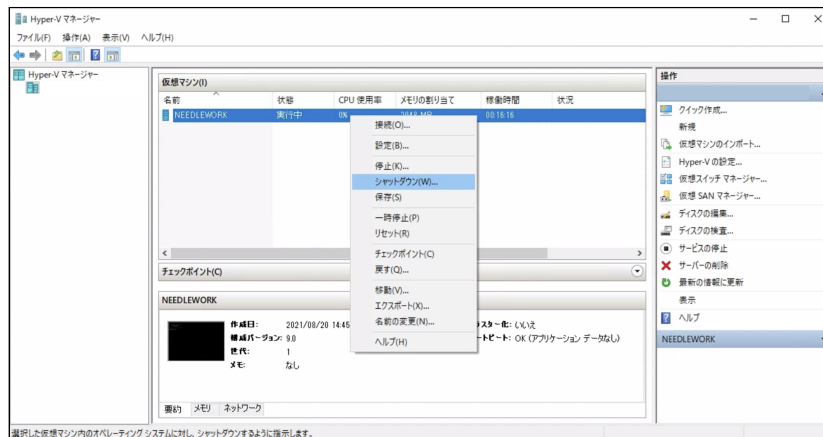 Hyper-V マネージャー
ファイル(F) 操作(A) 表示(V) ヘルプ(H)
Hyper-V マネージャー
仮想マシン(I)
名前 状態 CPU 使用率 メモリの割り当て 稼働時間 状況
NEEDLEWORK 実行中 0% 2048 MB 00:16:16
接続(O)...
設定(B)...
停止(K)...
シャットダウン(W)...
保存(S)
一時停止(P)
リセット(R)
チェックポイント(C)
戻す(Q)...
移動(V)...
エクスポート(X)...
名前の変更(N)...
ヘルプ(H)
チェックポイント(C)
NEEDLEWORK
作成日: 2021/08/20 14:45
構成バージョン: 9.0
世代: 1
メモ: なし
スター化: いいえ
ートビート: OK (アプリケーション データなし)
要約 メモリ ネットワーク
操作
クイック作成...
新規
仮想マシンのインポート...
Hyper-V の設定...
仮想スイッチ マネージャー...
仮想 SAN マネージャー...
ディスクの編集...
ディスクの検査...
サービスの停止
サーバーの削除
最新の情報に更新
表示
ヘルプ
NEEDLEWORK
選択した仮想マシン内のオペレーティング システムに対し、シャットダウンするように指示します。